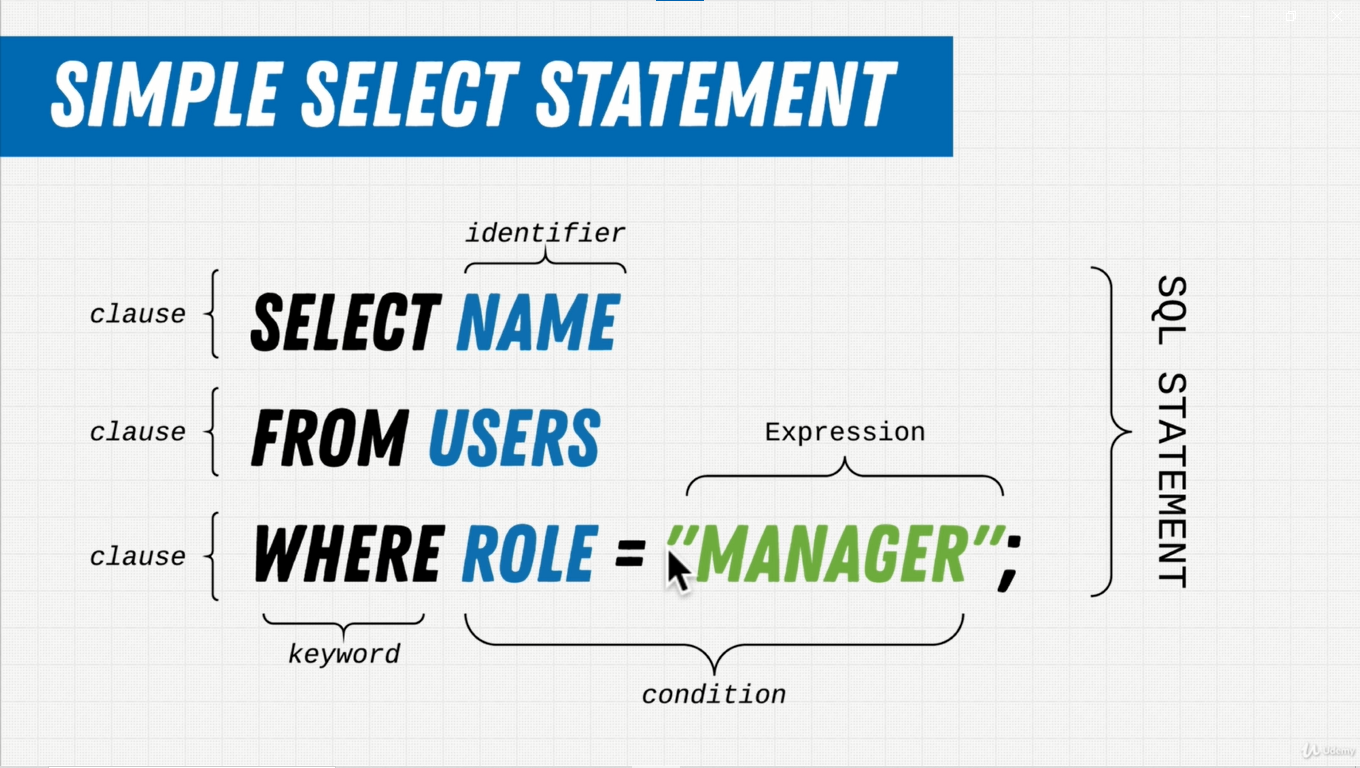 SIMPLE SELECT STATEMENT
identifier
clause
SELECT NAME
clause
FROM USERS
Expression
clause
WHERE ROLE = "MANAGER";
keyword
condition
SQL STATEMENT
Udemy